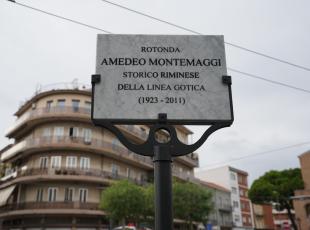 ROTONDA
AMEDEO MONTEMAGGI
STORICO RIMINESE
DELLA LINEA GOTICA
(1923 - 2011)